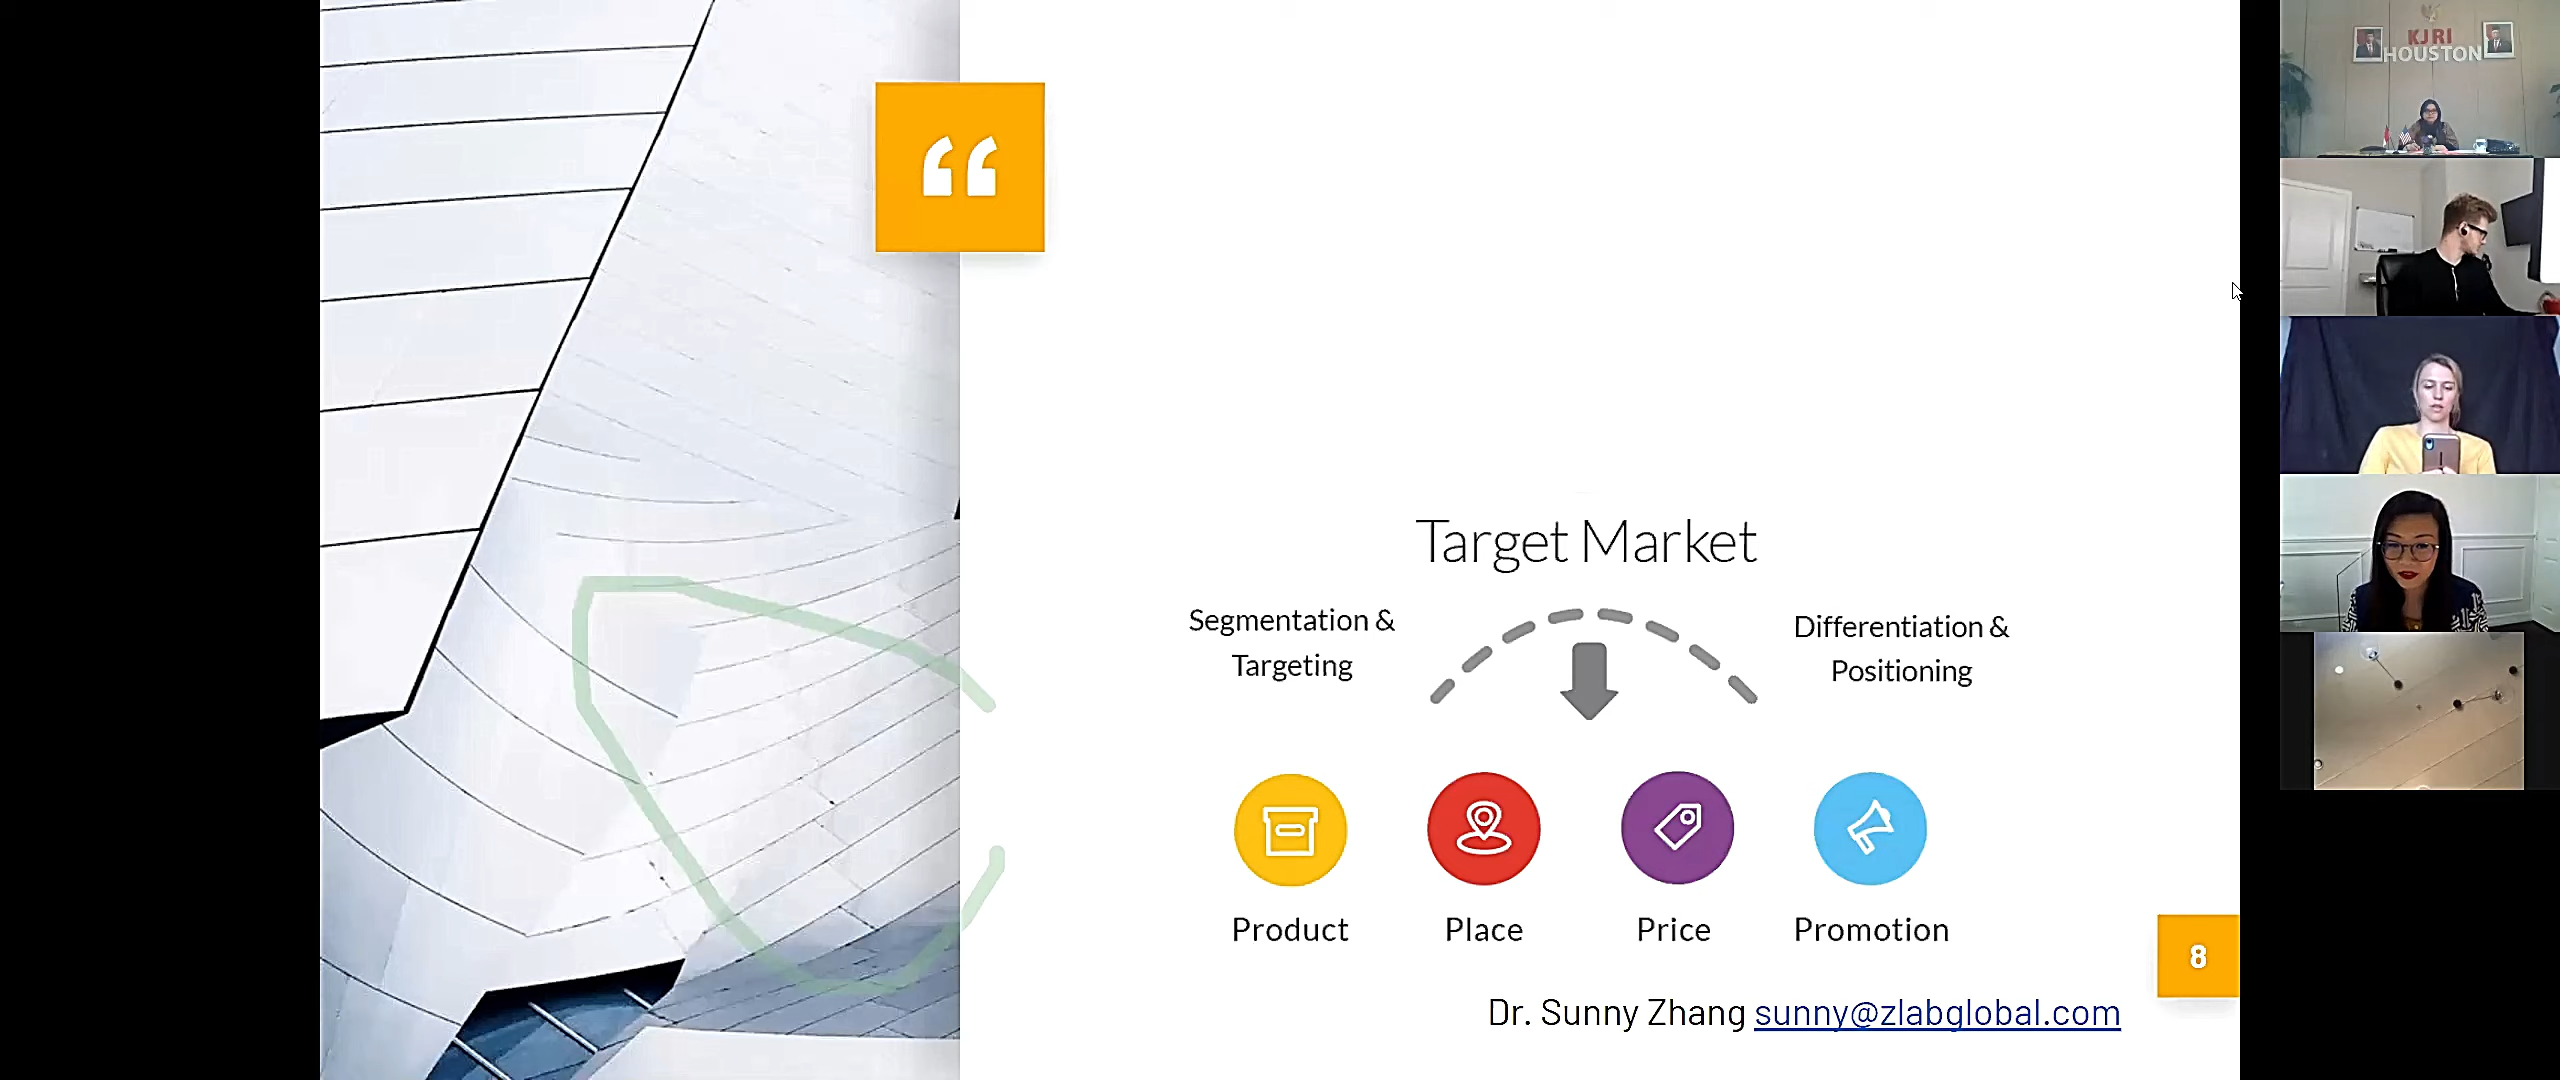 “
Target Market
Segmentation &
Targeting
Differentiation &
Positioning
Product
Place
Price
Promotion
8
Dr. Sunny Zhang sunny@zlabglobal.com
KJRI
HOUSTON